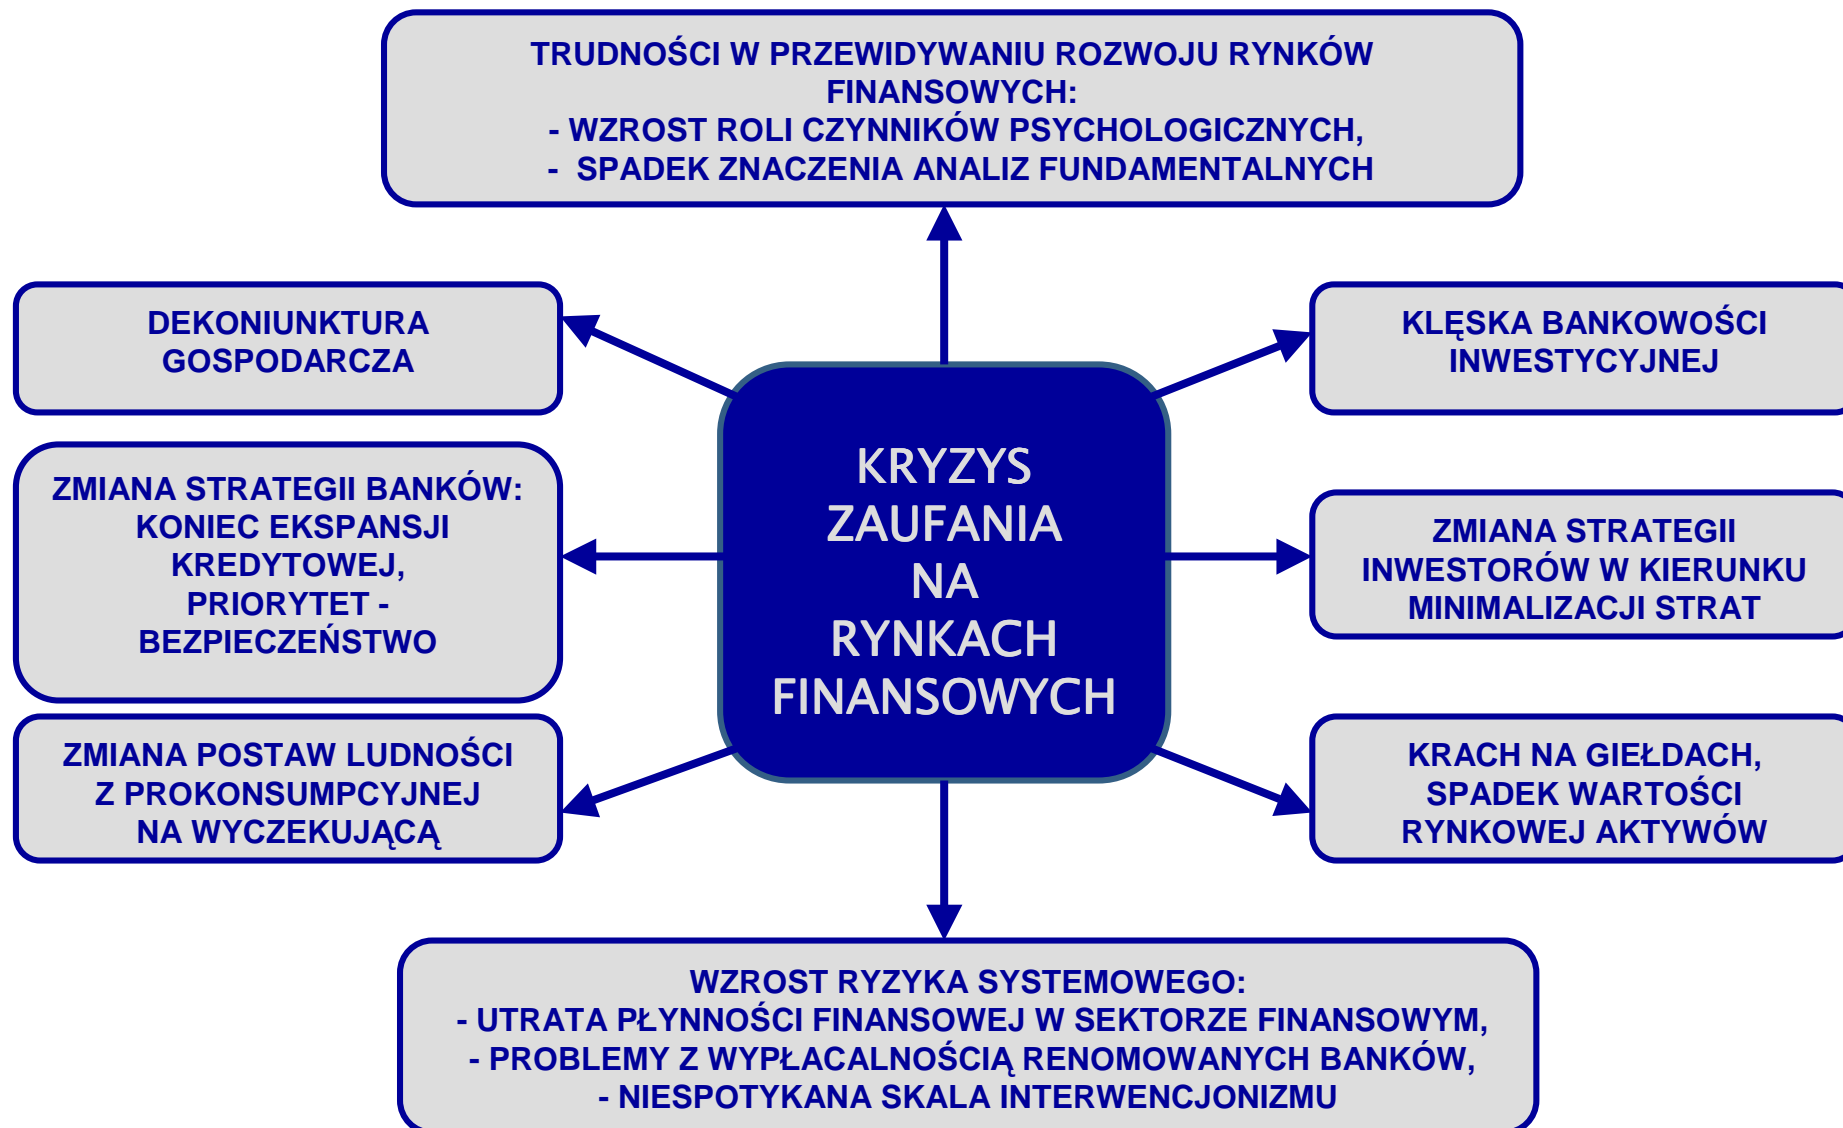 TRUDNOŚCI W PRZEWIDYWANIU ROZWOJU RYNKÓW
FINANSOWYCH:
- WZROST ROLI CZYNNIKÓW PSYCHOLOGICZNYCH,
- SPADEK ZNACZENIA ANALIZ FUNDAMENTALNYCH
DEKONIUNKTURA
GOSPODARCZA
KLĘSKA BANKOWOŚCI
INWESTYCYJNEJ
ZMIANA STRATEGII BANKÓW:
KONIEC EKSPANSJI
KREDYTOWEJ,
PRIORYTET -
BEZPIECZEŃSTWO
KRYZYS
ZAUFANIA
NA
RYNKACH
FINANSOWYCH
ZMIANA STRATEGII
INWESTORÓW W KIERUNKU
MINIMALIZACJI STRAT
ZMIANA POSTAW LUDNOŚCI
Z PROKONSUMPCYJNEJ
NA WYCZEKUJĄCĄ
KRACH NA GIEŁDACH,
SPADEK WARTOŚCI
RYNKOWEJ AKTYWÓW
WZROST RYZYKA SYSTEMOWEGO:
- UTRATA PŁYNNOŚCI FINANSOWEJ W SEKTORZE FINANSOWYM,
- PROBLEMY Z WYPŁACALNOŚCIĄ RENOMOWANYCH BANKÓW,
- NIESPOTYKANA SKALA INTERWENCJONIZMU